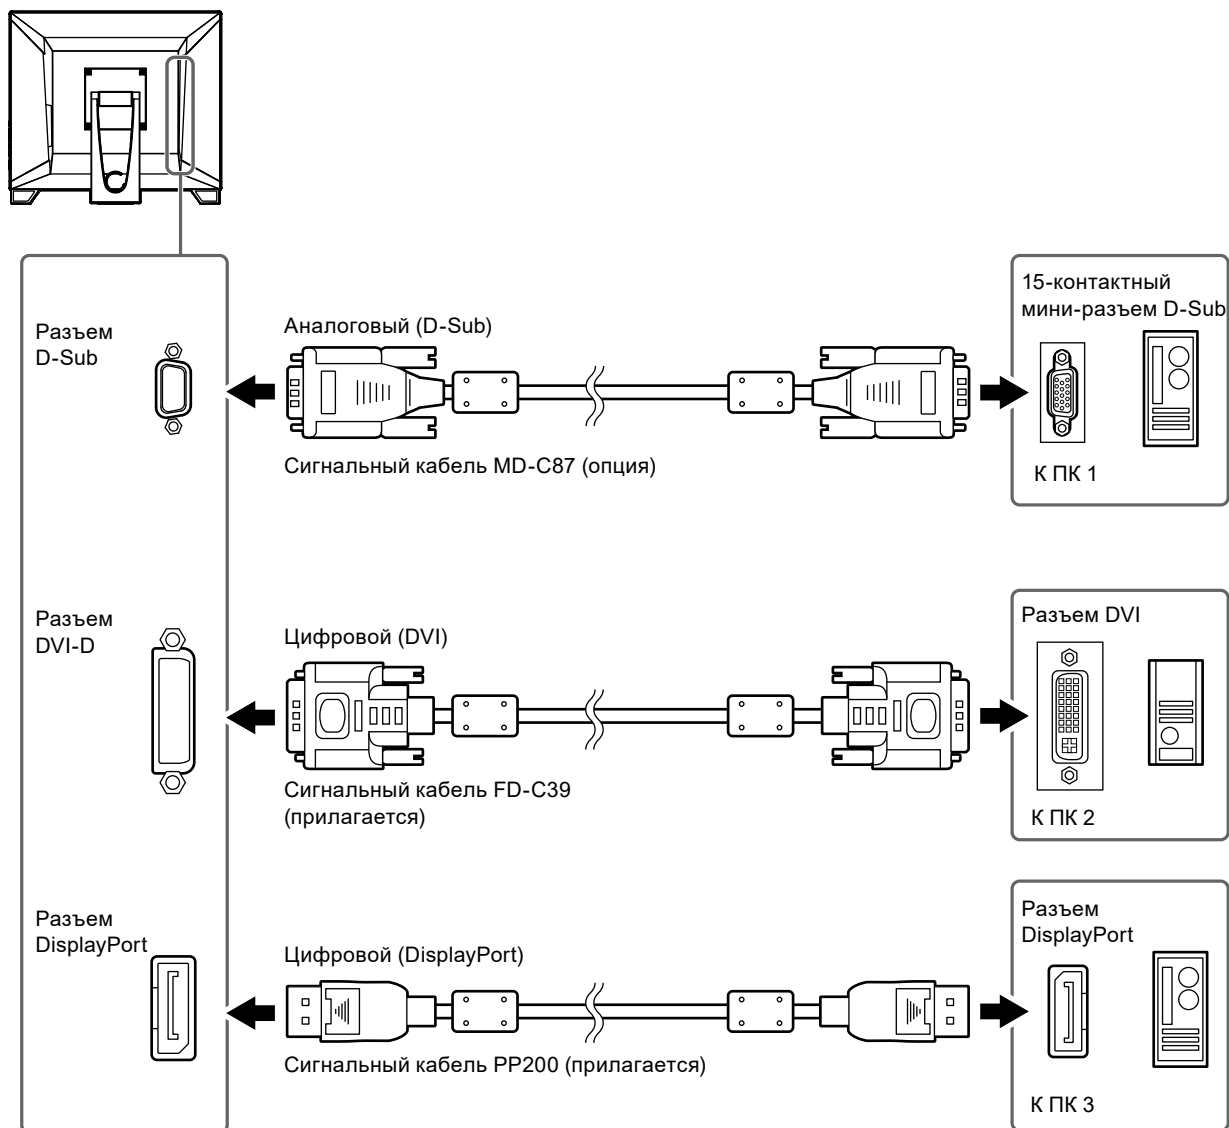 Разъем
D-Sub
Аналоговый (D-Sub)
Сигнальный кабель MD-C87 (опция)
15-контактный
мини-разъем D-Sub
К ПК 1
Разъем
DVI-D
Цифровой (DVI)
Сигнальный кабель FD-C39
(прилагается)
Разъем DVI
К ПК 2
Разъем
DisplayPort
Цифровой (DisplayPort)
Сигнальный кабель PP200 (прилагается)
Разъем
DisplayPort
К ПК 3